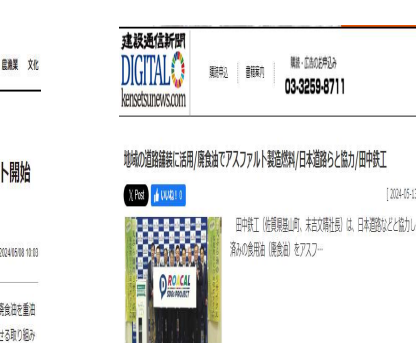 農漁業 文化
ト開始
2024/05/08 10:03
廃食油を重油
せる取り組み
建設通信新聞
DIGITAL
kensetsunews.com
購読申込
書籍案内
購読・広告のお申込み
03-3259-8711
地域の道路舗装に活用/廃食油でアスファルト製造燃料/日本道路らと協力/田中鉄工
X Post
いいね！ 0
[ 2024-05-13
田中鉄工（佐賀県基山町、末吉文晴社長）は、日本道路などと協力し
済みの食用油（廃食油）をアスフ…
ROAD
CAL
PROJECT